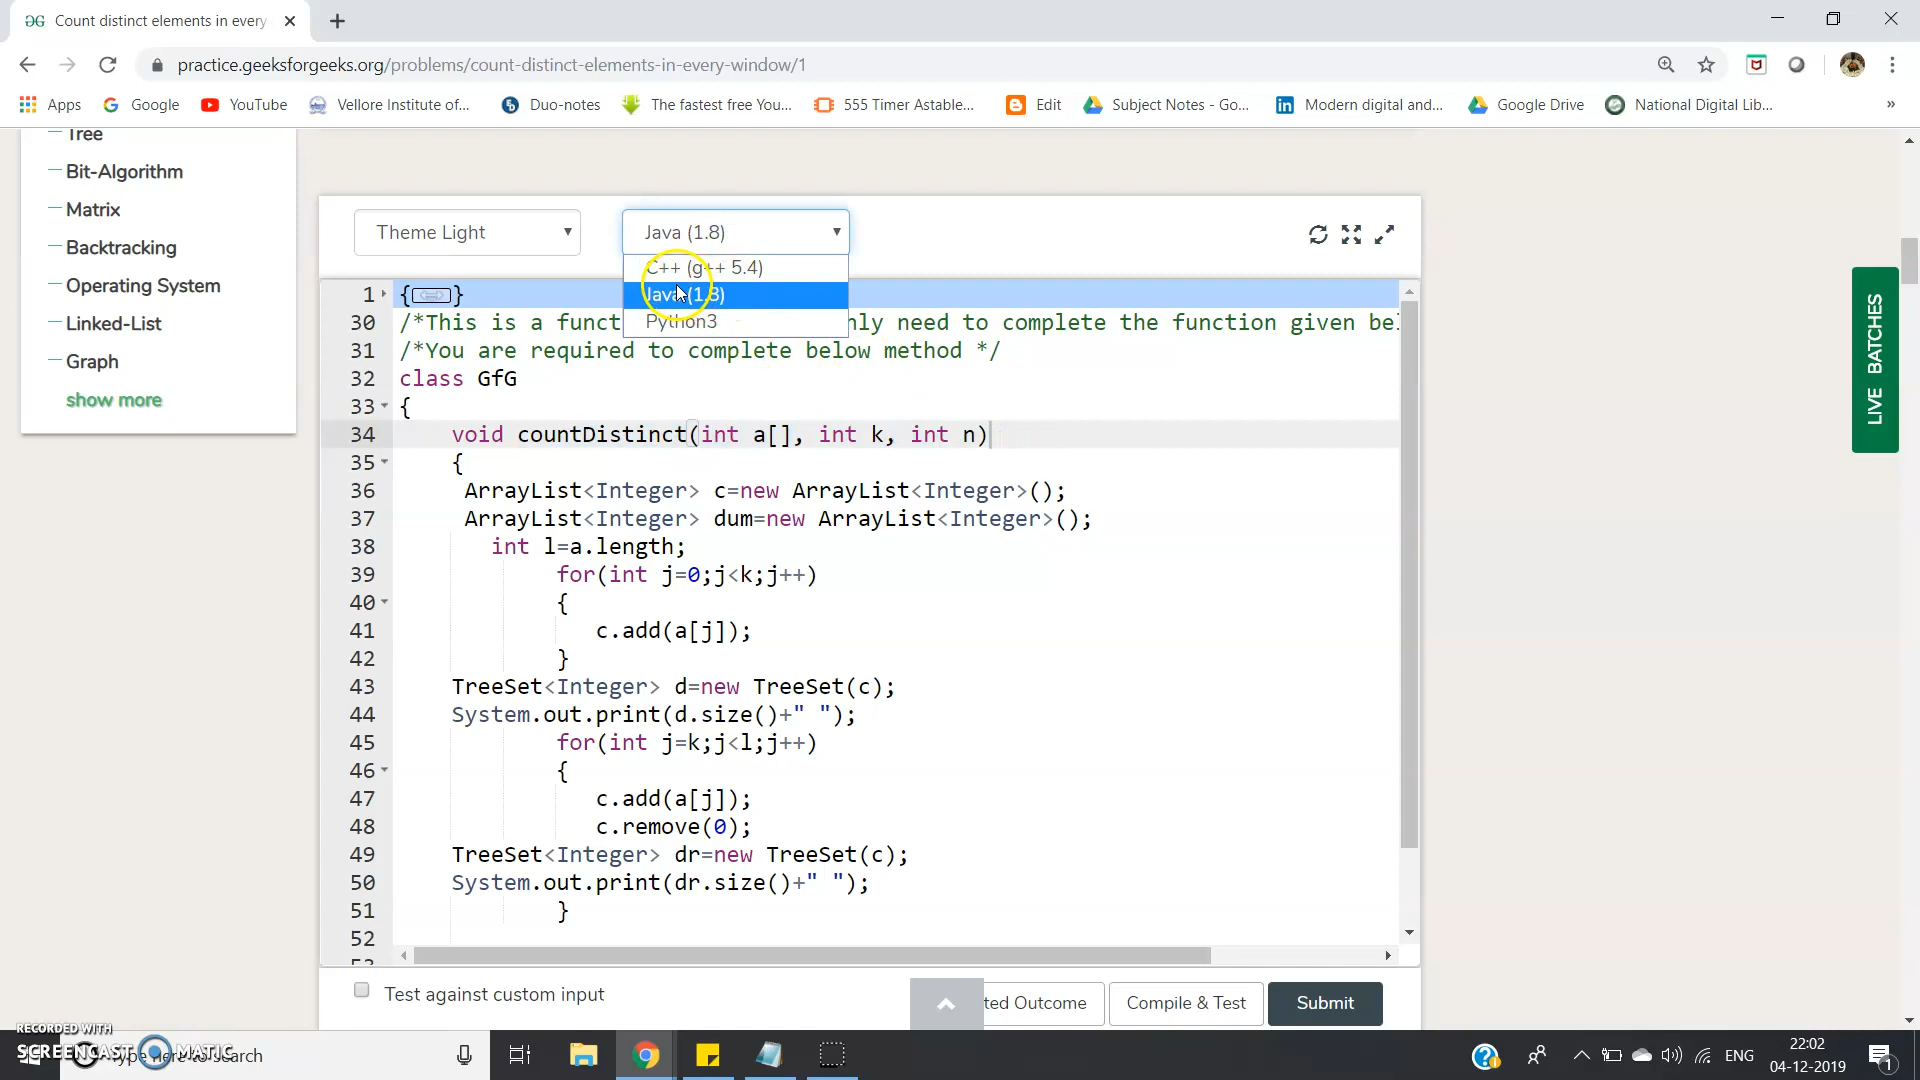 Count distinct elements in every
practice.geeksforgeeks.org/problems/count-distinct-elements-in-every-window/1
Apps Google YouTube Vellore Institute of... Duo-notes The fastest free You... 555 Timer Astable... Edit Subject Notes - Go... Modern digital and... Google Drive National Digital Lib... »
Tree
Bit-Algorithm
Matrix
Backtracking
Operating System
Linked-List
Graph
show more
Theme Light Java (1.8)
C++ (g++ 5.4)
Java (1.8)
Python3
1 {}
30 /*This is a funct nly need to complete the function given bel
31 /*You are required to complete below method */
32 class GfG
33 {
34 void countDistinct(int a[], int k, int n)
35 {
36 ArrayList<Integer> c=new ArrayList<Integer>();
37 ArrayList<Integer> dum=new ArrayList<Integer>();
38 int l=a.length;
39 for(int j=0;j<k;j++)
40 {
41 c.add(a[j]);
42 }
43 TreeSet<Integer> d=new TreeSet(c);
44 System.out.print(d.size()+" ");
45 for(int j=k;j<l;j++)
46 {
47 c.add(a[j]);
48 c.remove(0);
49 TreeSet<Integer> dr=new TreeSet(c);
50 System.out.print(dr.size()+" ");
51 }
52
LIVE BATCHES
Test against custom input
ted Outcome Compile & Test Submit
RECORDED WITH
SCREENCAST MATIC
here to search
ENG
22:02
04-12-2019
1